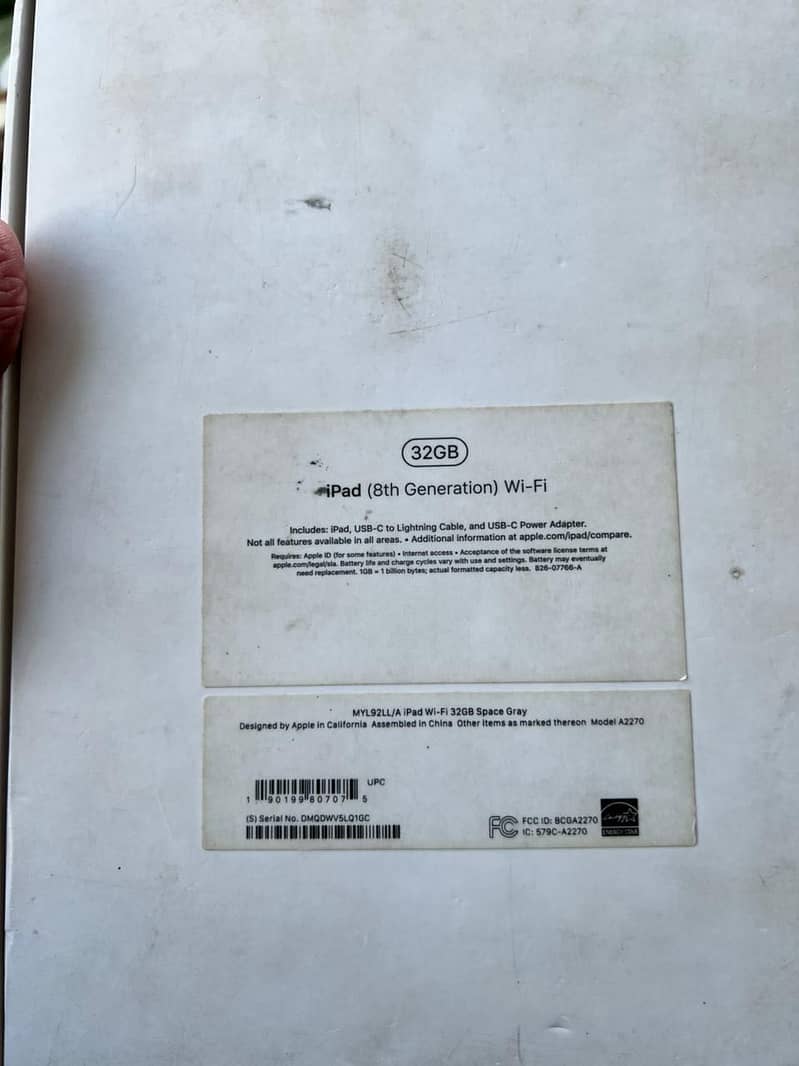 32GB
iPad (8th Generation) Wi-Fi
Includes: iPad, USB-C to Lightning Cable, and USB-C Power Adapter.
Not all features available in all areas. • Additional information at apple.com/ipad/compare.
Requires: Apple ID (for some features) • Internet access • Acceptance of the software license terms at
apple.com/legal/sla. Battery life and charge cycles vary with use and settings. Battery may eventually
need replacement. 1GB = 1 billion bytes; actual formatted capacity less. 826-07766-A
MYL92LL/A iPad Wi-Fi 32GB Space Gray
Designed by Apple in California Assembled in China Other items as marked thereon Model A2270
UPC
1 90199 80707 5
(S) Serial No. DMQDWV5LQ1GC
FC FCC ID: BCGA2270
IC: 579C-A2270
ENERGY STAR